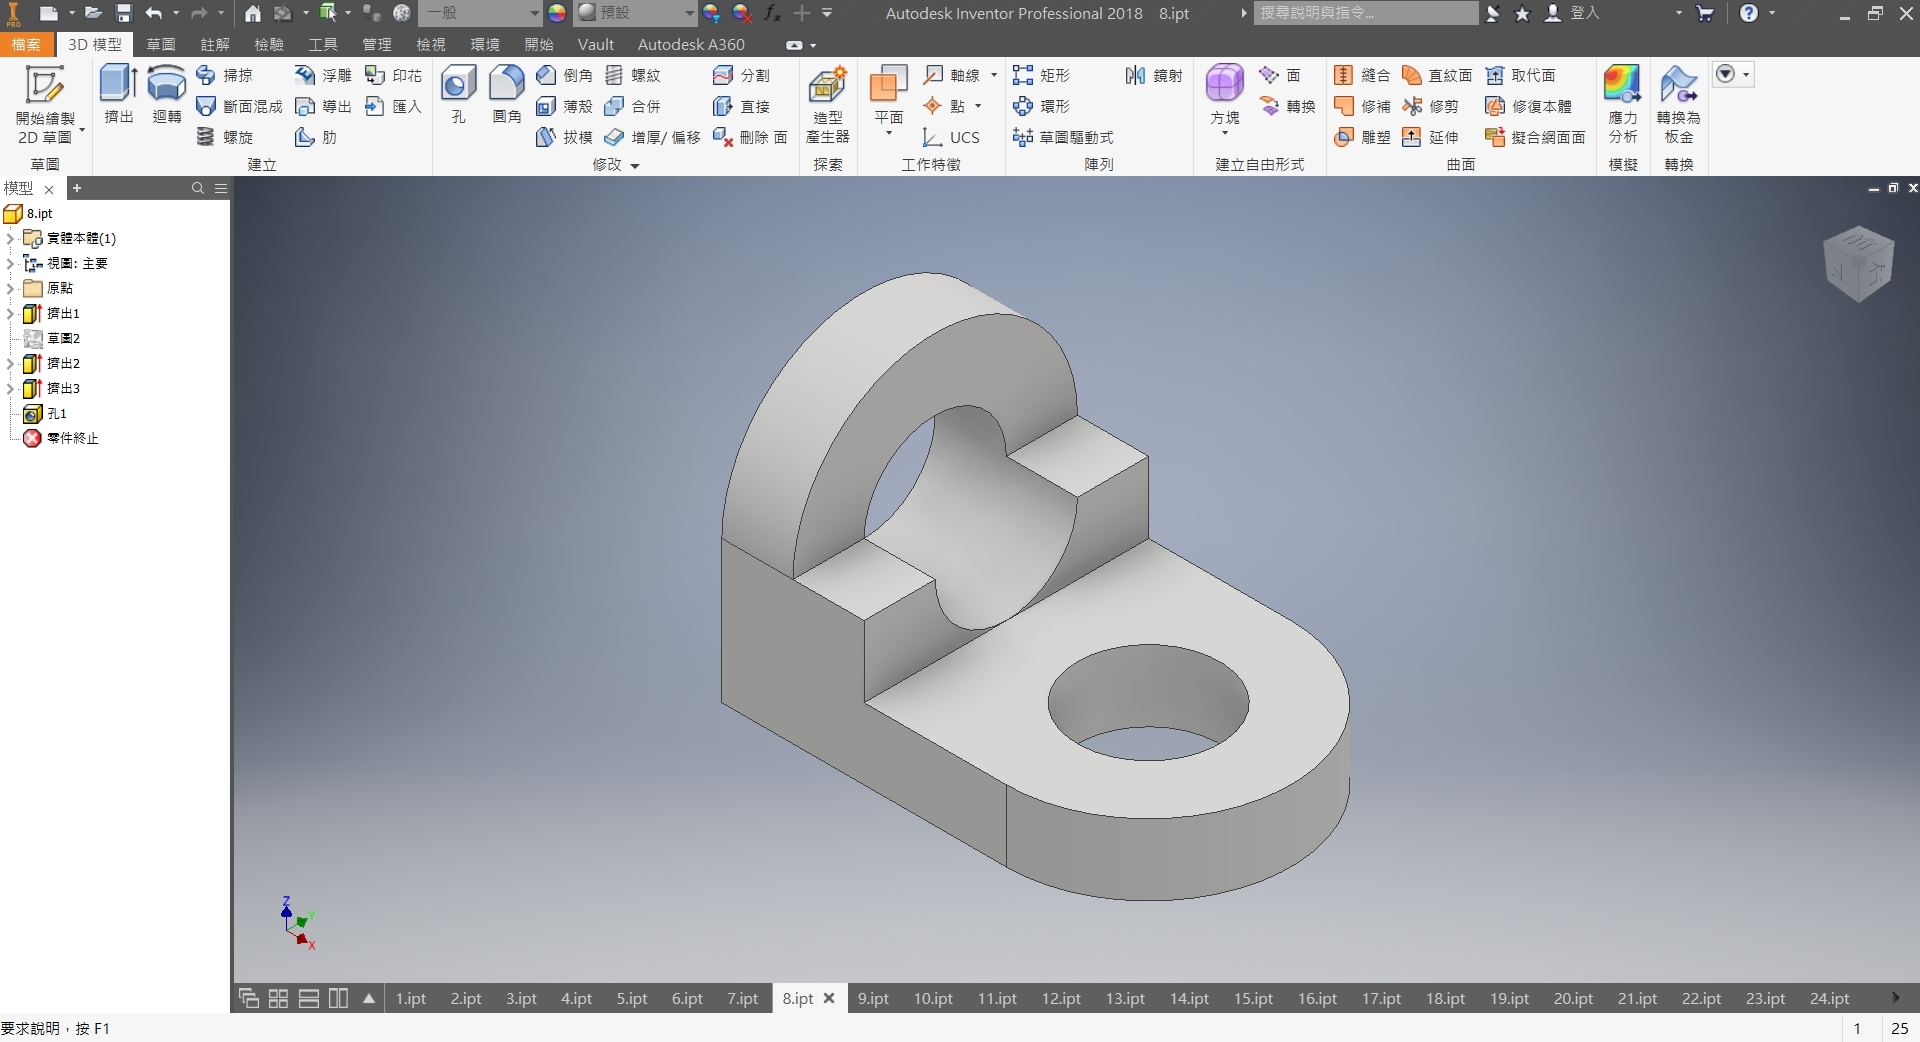 一般
預設
Autodesk Inventor Professional 2018 8.ipt
搜尋說明與指令...
登入
檔案 3D 模型 草圖 註解 檢驗 工具 管理 檢視 環境 開始 Vault Autodesk A360
開始繪製
2D 草圖
草圖
擠出
迴轉
掃掠
斷面混成
螺旋
浮雕
導出
肋
印花
匯入
建立
孔
圓角
倒角
薄殼
拔模
螺紋
合併
增厚/ 偏移
分割
直接
刪除 面
修改
造型
產生器
探索
平面
軸線
點
UCS
工作特徵
矩形
環形
草圖驅動式
鏡射
陣列
方塊
面
轉換
建立自由形式
縫合
修補
雕塑
直紋面
修剪
延伸
取代面
修復本體
擬合網面面
曲面
應力
分析
模擬
轉換為
板金
轉換
模型
8.ipt
實體本體(1)
視圖: 主要
原點
擠出1
草圖2
擠出2
擠出3
孔1
零件終止
Z
Y
X
1.ipt 2.ipt 3.ipt 4.ipt 5.ipt 6.ipt 7.ipt 8.ipt 9.ipt 10.ipt 11.ipt 12.ipt 13.ipt 14.ipt 15.ipt 16.ipt 17.ipt 18.ipt 19.ipt 20.ipt 21.ipt 22.ipt 23.ipt 24.ipt
要求說明，按 F1
1 25